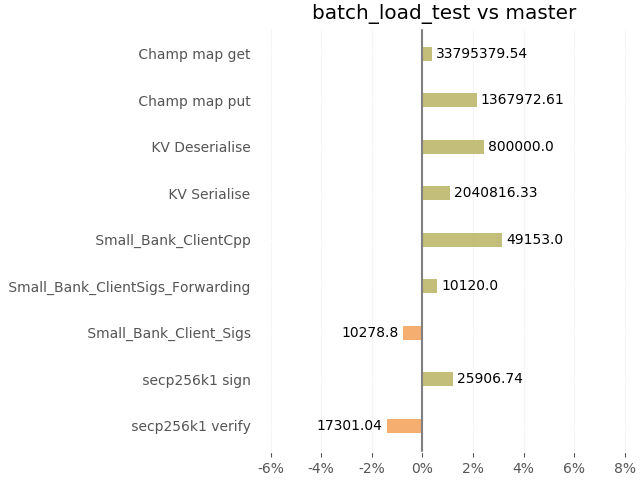 batch_load_test vs master
Champ map get 33795379.54
Champ map put 1367972.61
KV Deserialise 800000.0
KV Serialise 2040816.33
Small_Bank_ClientCpp 49153.0
Small_Bank_ClientSigs_Forwarding 10120.0
Small_Bank_Client_Sigs 10278.8
secp256k1 sign 25906.74
secp256k1 verify 17301.04
-6% -4% -2% 0% 2% 4% 6% 8%